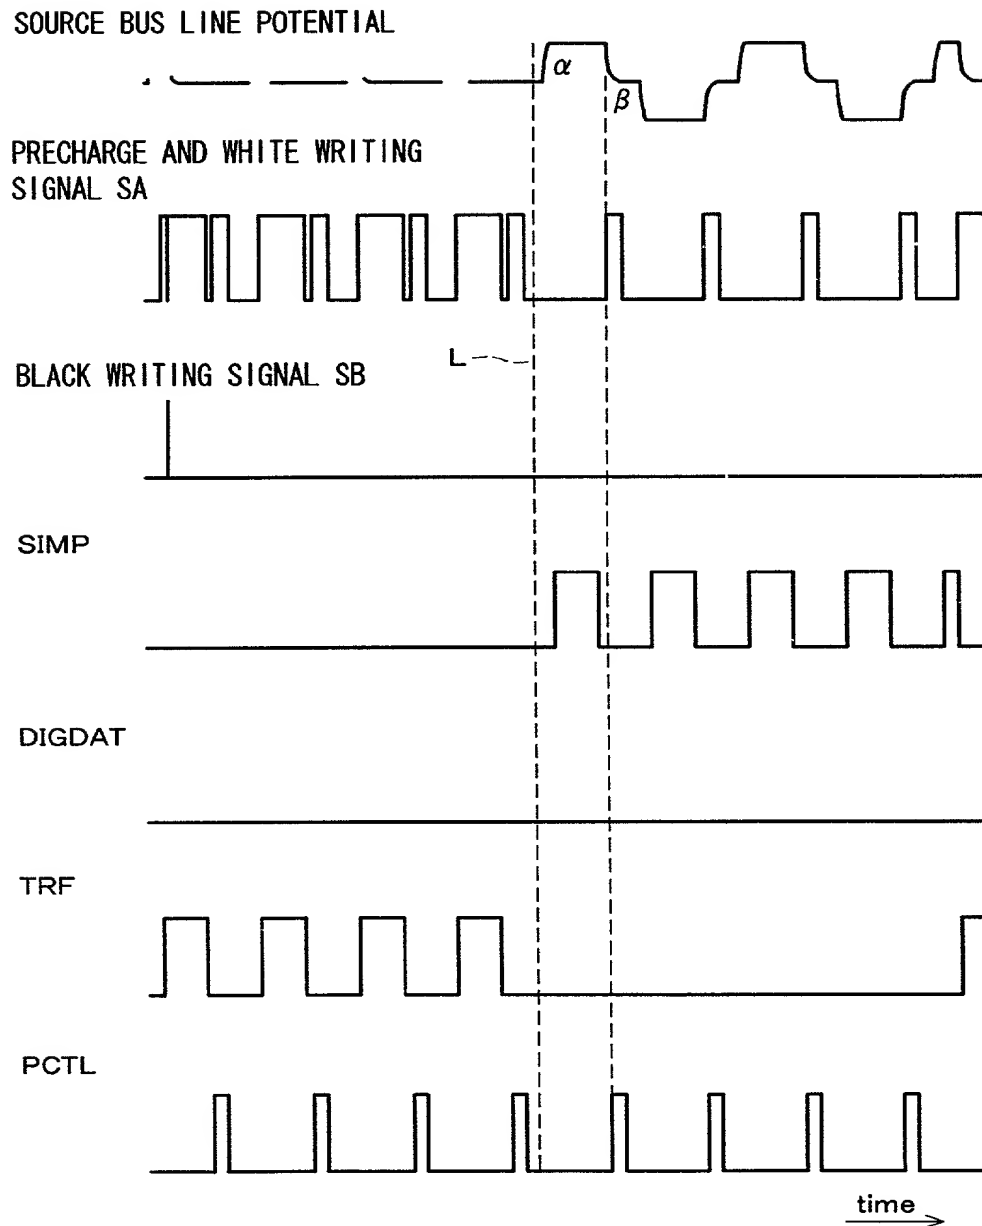 SOURCE BUS LINE POTENTIAL
α
β
PRECHARGE AND WHITE WRITING
SIGNAL SA
L
BLACK WRITING SIGNAL SB
SIMP
DIGDAT
TRF
PCTL
time